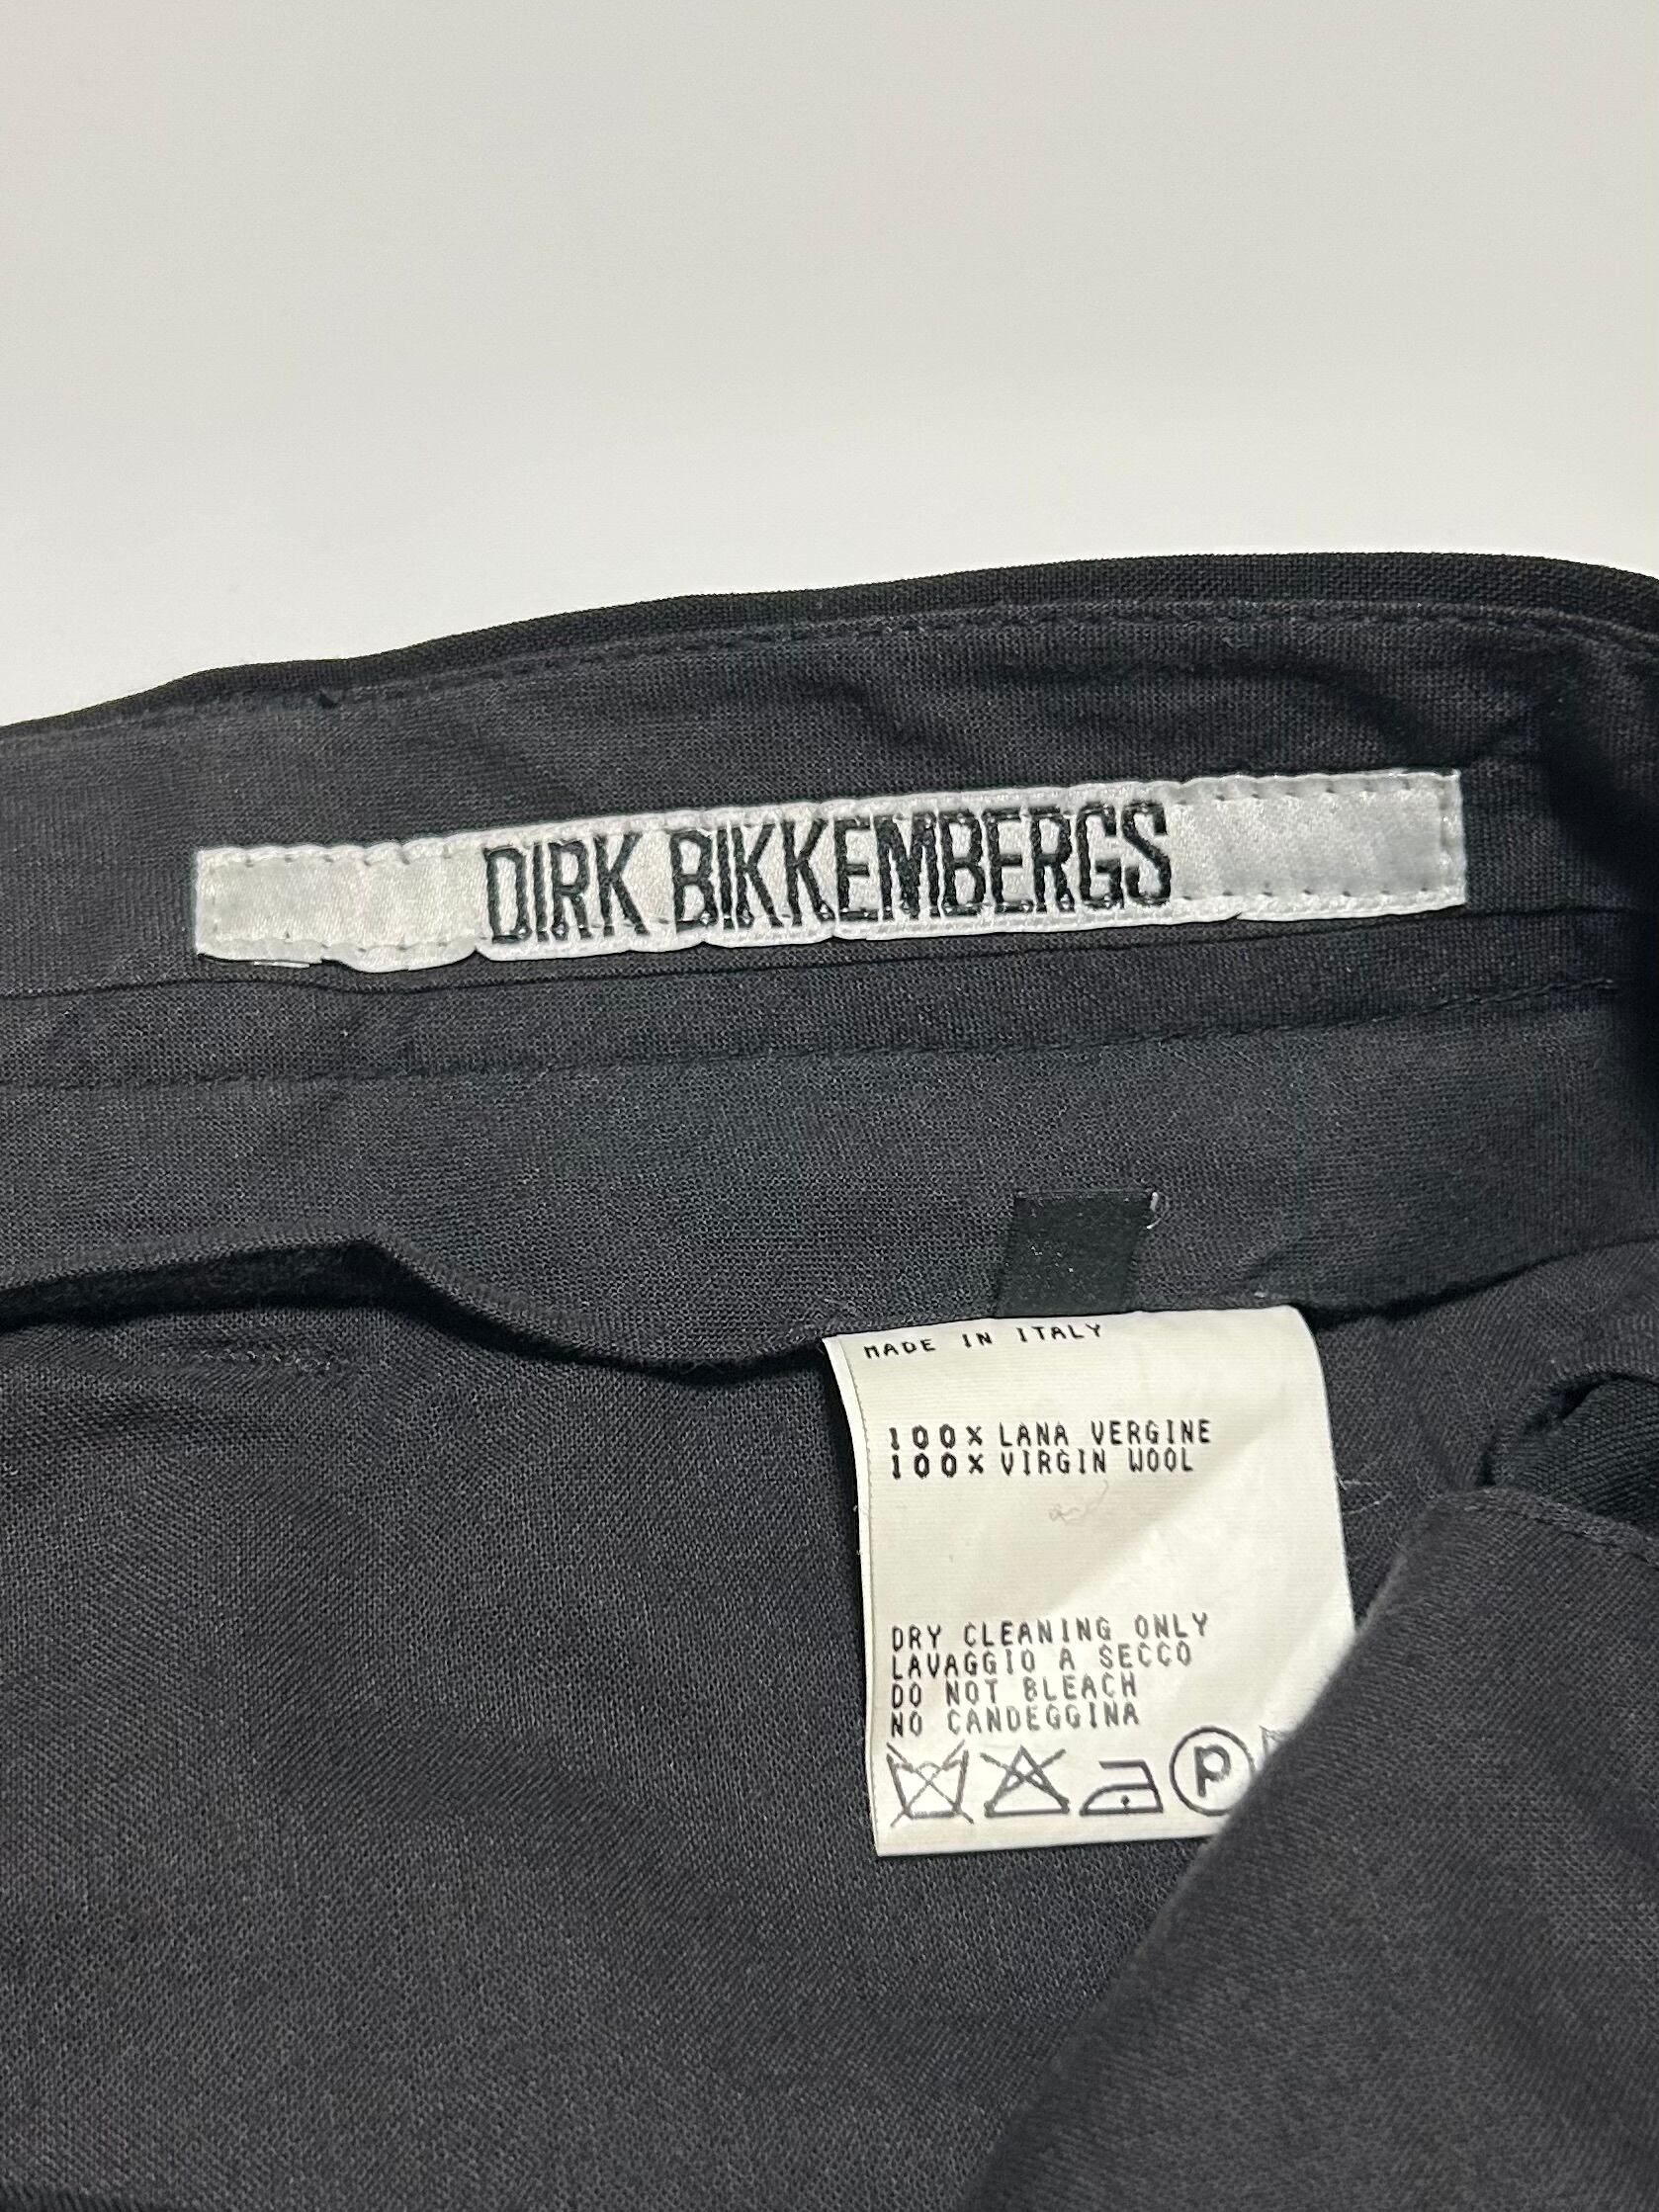 DIRK BIKKEMBERGS
MADE IN ITALY
100% LANA VERGINE
100% VIRGIN WOOL
DRY CLEANING ONLY
LAVAGGIO A SECCO
DO NOT BLEACH
NO CANDEGGINA
P